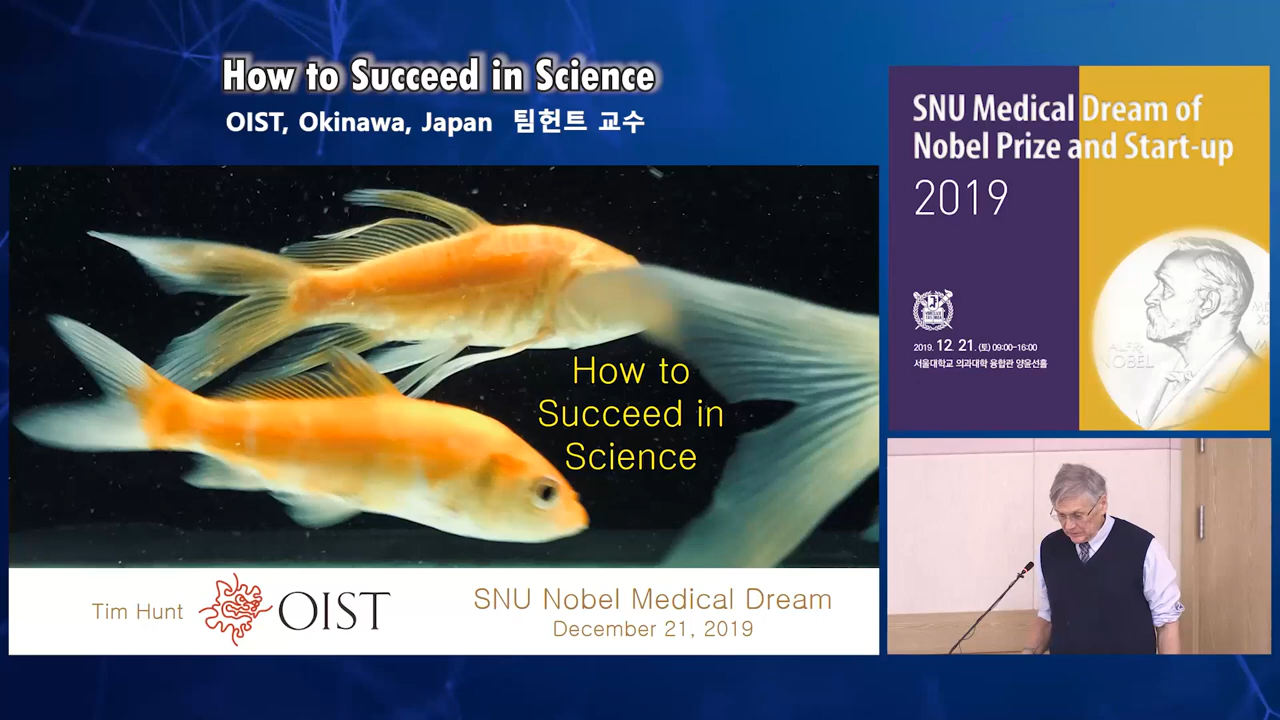 How to Succeed in Science
OIST, Okinawa, Japan 팀헌트 교수
How to
Succeed in
Science
Tim Hunt
OIST
SNU Nobel Medical Dream
December 21, 2019
SNU Medical Dream of
Nobel Prize and Start-up
2019
2019. 12. 21. (토) 09:00~16:00
서울대학교 의과대학 융합관 양윤선홀
NOBEL